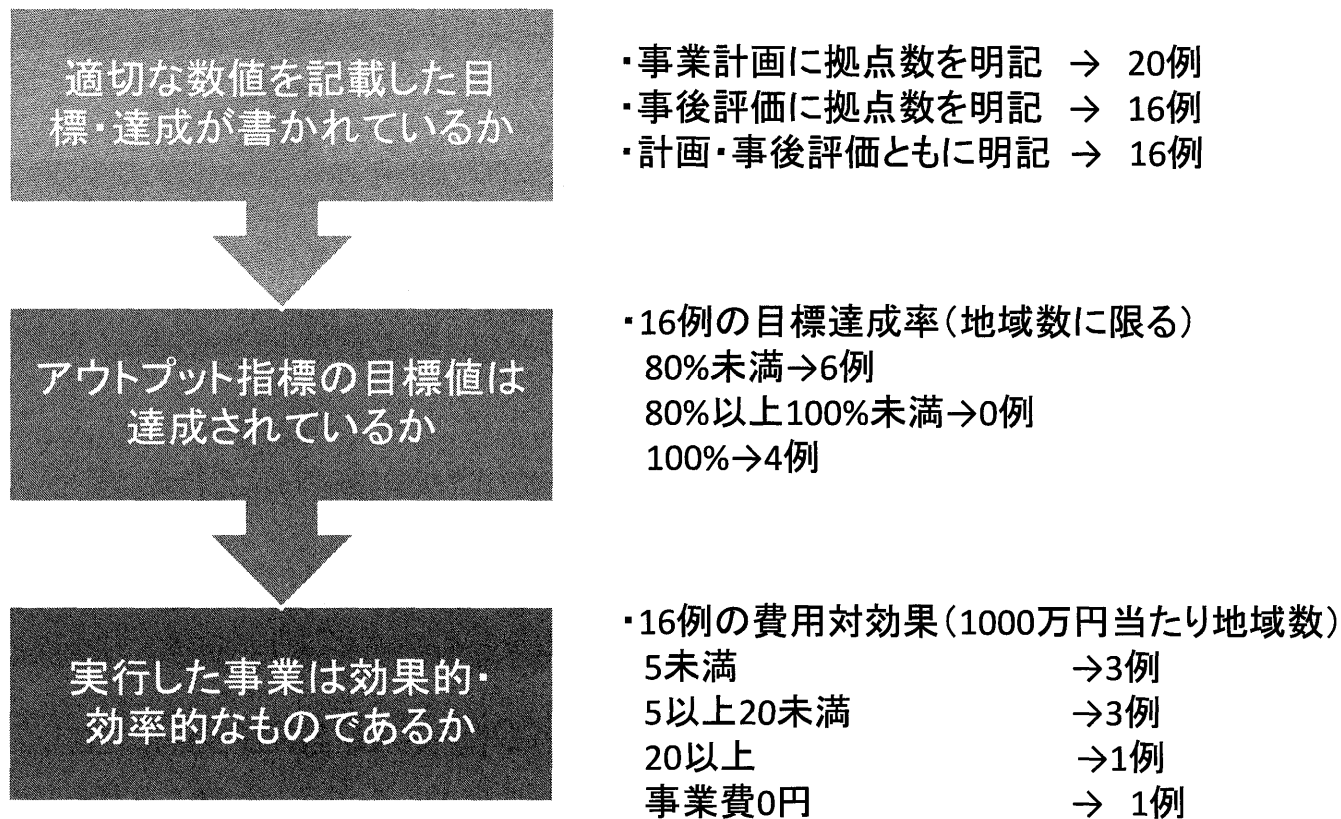 適切な数値を記載した目
標・達成が書かれているか
・事業計画に拠点数を明記 → 20例
・事後評価に拠点数を明記 → 16例
・計画・事後評価ともに明記 → 16例
アウトプット指標の目標値は
達成されているか
・16例の目標達成率（地域数に限る）
80%未満→6例
80%以上100%未満→0例
100%→4例
実行した事業は効果的・
効率的なものであるか
・16例の費用対効果（1000万円当たり地域数）
5未満 →3例
5以上20未満 →3例
20以上 →1例
事業費0円 → 1例